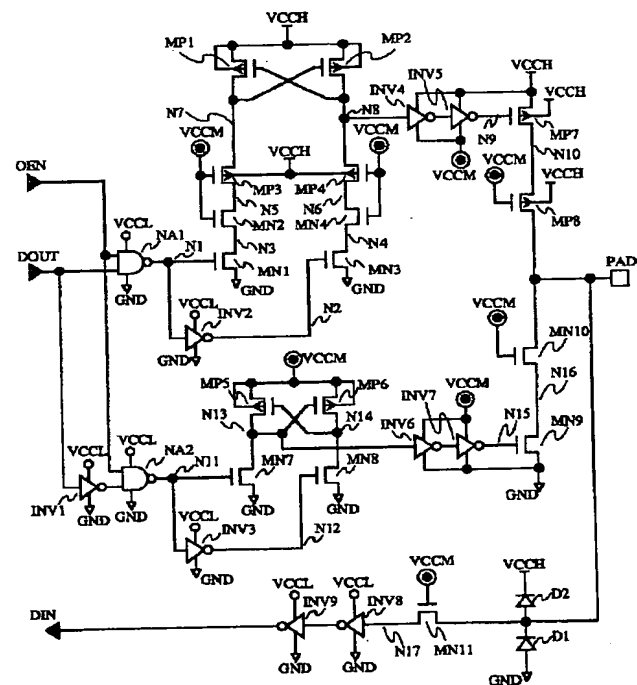 VCCH
MP1 MP2
N7 N8 INV4 INV5 VCCH
VCCH
N9 MP7
OEN VCCM VCCH VCCM VCCM N10
VCCM VCCH
MP3 MP4
N5 N6 MP8
VCCL NA1 N1 MN2 MN4
N3 N4
DOUT MN1 MN3 PAD
GND GND GND
VCCL INV2 N2 VCCM
GND MN10
VCCM
MP5 MP6 VCCM N16
N13 N14 INV7 N15 MN9
INV6
VCCL VCCL NA2 N11 MN7 MN8
INV1 GND GND VCCL INV3 N12 GND GND GND
GND
VCCM VCCH
VCCL VCCL D2
DIN INV9 INV8
N17 MN11 D1
GND GND GND